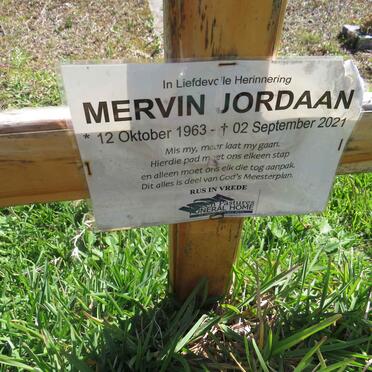 In Liefdevolle Herinnering
MERVIN JORDAAN
* 12 Oktober 1963 - † 02 September 2021
Mis my, maar laat my gaan.
Hierdie pad moet ons elkeen stap
en alleen moet ons elk die tog aanpak.
Dit alles is deel van God's Meesterplan.
RUS IN VREDE
Pastures
FUNERAL HOME